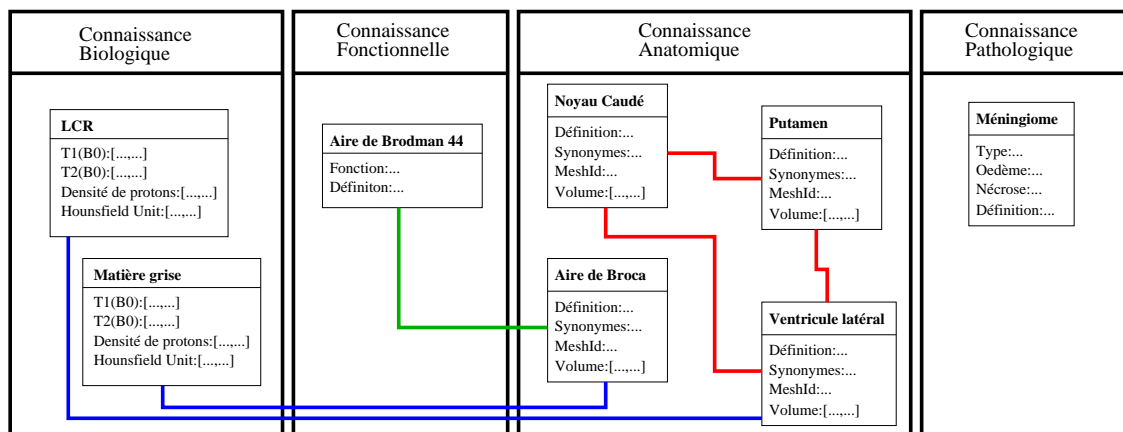 Connaissance
Biologique
Connaissance
Fonctionnelle
Connaissance
Anatomique
Connaissance
Pathologique
LCR
T1(B0):[...,...]
T2(B0):[...,...]
Densité de protons:[...,...]
Hounsfield Unit:[...,...]
Matière grise
T1(B0):[...,...]
T2(B0):[...,...]
Densité de protons:[...,...]
Hounsfield Unit:[...,...]
Aire de Brodman 44
Fonction:...
Définiton:...
Noyau Caudé
Définition:...
Synonymes:...
MeshId:...
Volume:[...,...]
Putamen
Définition:...
Synonymes:...
MeshId:...
Volume:[...,...]
Aire de Broca
Définition:...
Synonymes:...
MeshId:...
Volume:[...,...]
Ventricule latéral
Définition:...
Synonymes:...
MeshId:...
Volume:[...,...]
Méningiome
Type:...
Oedème:...
Nécrose:...
Définition:...